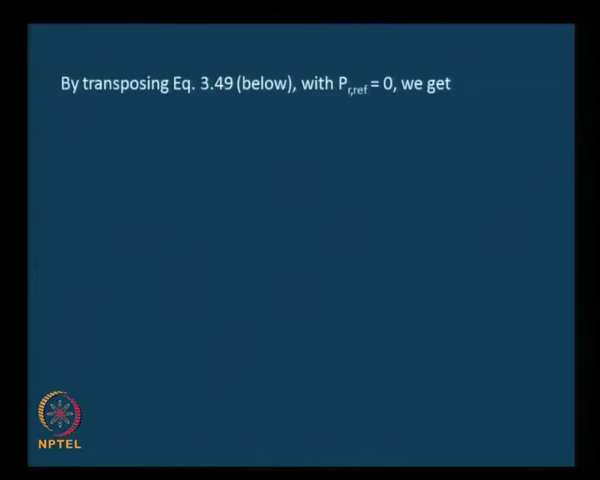 By transposing Eq. 3.49 (below), with Pr,ref = 0, we get
NPTEL